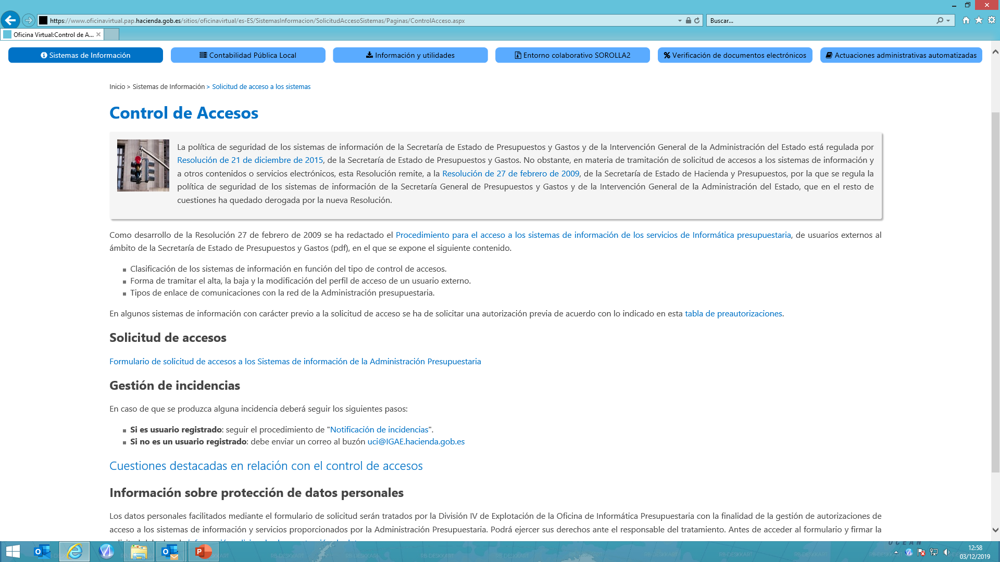 https://www.oficinavirtual.pap.hacienda.gob.es/sitios/oficinavirtual/es-ES/SistemasInformacion/SolicitudAccesoSistemas/Paginas/ControlAcceso.aspx
Buscar...
Oficina Virtual:Control de A...
Sistemas de Información
Contabilidad Pública Local
Información y utilidades
Entorno colaborativo SOROLLA2
Verificación de documentos electrónicos
Actuaciones administrativas automatizadas
Inicio > Sistemas de Información > Solicitud de acceso a los sistemas
Control de Accesos
La política de seguridad de los sistemas de información de la Secretaría de Estado de Presupuestos y Gastos y de la Intervención General de la Administración del Estado está regulada por
Resolución de 21 de diciembre de 2015, de la Secretaría de Estado de Presupuestos y Gastos. No obstante, en materia de tramitación de solicitud de accesos a los sistemas de información y
a otros contenidos o servicios electrónicos, esta Resolución remite, a la Resolución de 27 de febrero de 2009, de la Secretaría de Estado de Hacienda y Presupuestos, por la que se regula la
política de seguridad de los sistemas de información de la Secretaría General de Presupuestos y Gastos y de la Intervención General de la Administración del Estado, que en el resto de
cuestiones ha quedado derogada por la nueva Resolución.
Como desarrollo de la Resolución 27 de febrero de 2009 se ha redactado el Procedimiento para el acceso a los sistemas de información de los servicios de Informática presupuestaria, de usuarios externos al
ámbito de la Secretaría de Estado de Presupuestos y Gastos (pdf), en el que se expone el siguiente contenido.
Clasificación de los sistemas de información en función del tipo de control de accesos.
Forma de tramitar el alta, la baja y la modificación del perfil de acceso de un usuario externo.
Tipos de enlace de comunicaciones con la red de la Administración presupuestaria.
En algunos sistemas de información con carácter previo a la solicitud de acceso se ha de solicitar una autorización previa de acuerdo con lo indicado en esta tabla de preautorizaciones.
Solicitud de accesos
Formulario de solicitud de accesos a los Sistemas de información de la Administración Presupuestaria
Gestión de incidencias
En caso de que se produzca alguna incidencia deberá seguir los siguientes pasos:
Si es usuario registrado: seguir el procedimiento de "Notificación de incidencias".
Si no es un usuario registrado: debe enviar un correo al buzón uci@IGAE.hacienda.gob.es
Cuestiones destacadas en relación con el control de accesos
Información sobre protección de datos personales
Los datos personales facilitados mediante el formulario de solicitud serán tratados por la División IV de Explotación de la Oficina de Informática Presupuestaria con la finalidad de la gestión de autorizaciones de
acceso a los sistemas de información y servicios proporcionados por la Administración Presupuestaria. Podrá ejercer sus derechos ante el responsable del tratamiento. Antes de acceder al formulario y firmar la
OCEAN
12:58
03/12/2019